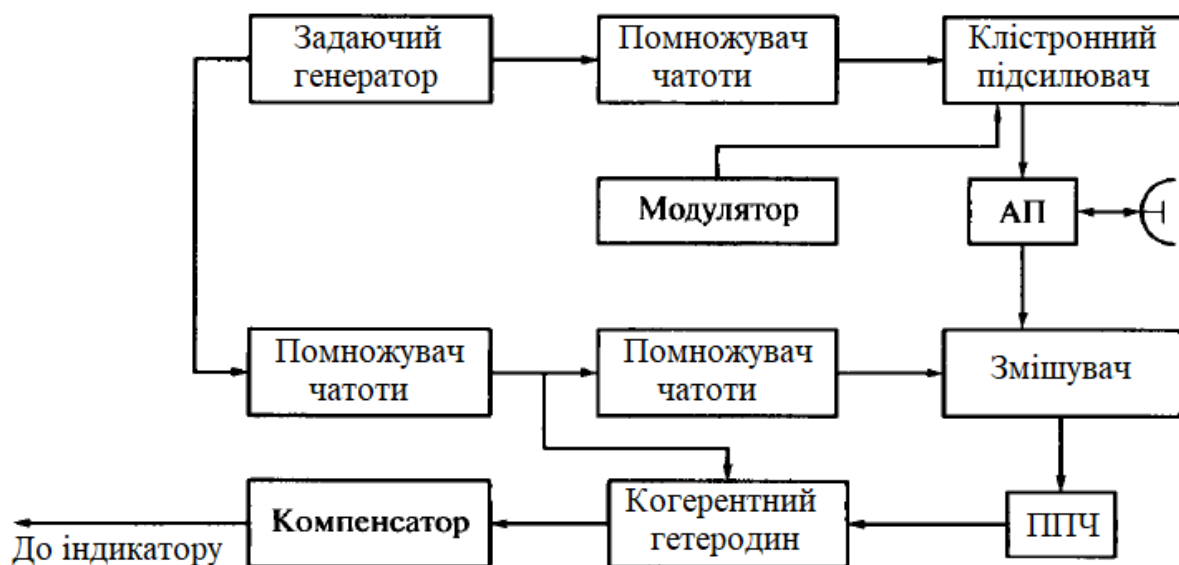 Задаючий
генератор
Помножувач
чатоти
Клістронний
підсилювач
Модулятор
АП
Помножувач
чатоти
Помножувач
чатоти
Змішувач
Компенсатор
Когерентний
гетеродин
ППЧ
До індикатору